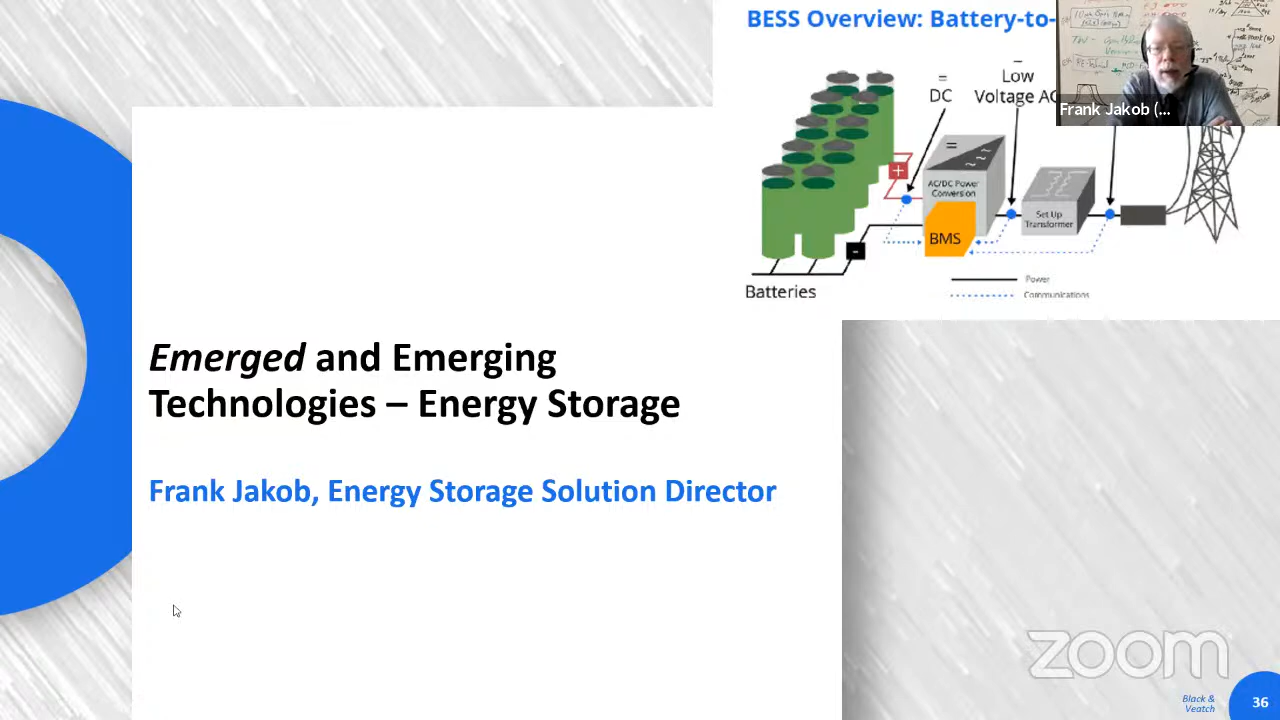 BESS Overview: Battery-to-
=
DC
Low
Voltage AC
Frank Jakob (...
+
=
AC/DC Power
Conversion
BMS
Set Up
Transformer
-
Batteries
Power
Communications
Emerged and Emerging
Technologies – Energy Storage
Frank Jakob, Energy Storage Solution Director
zoom
Black &
Veatch
36